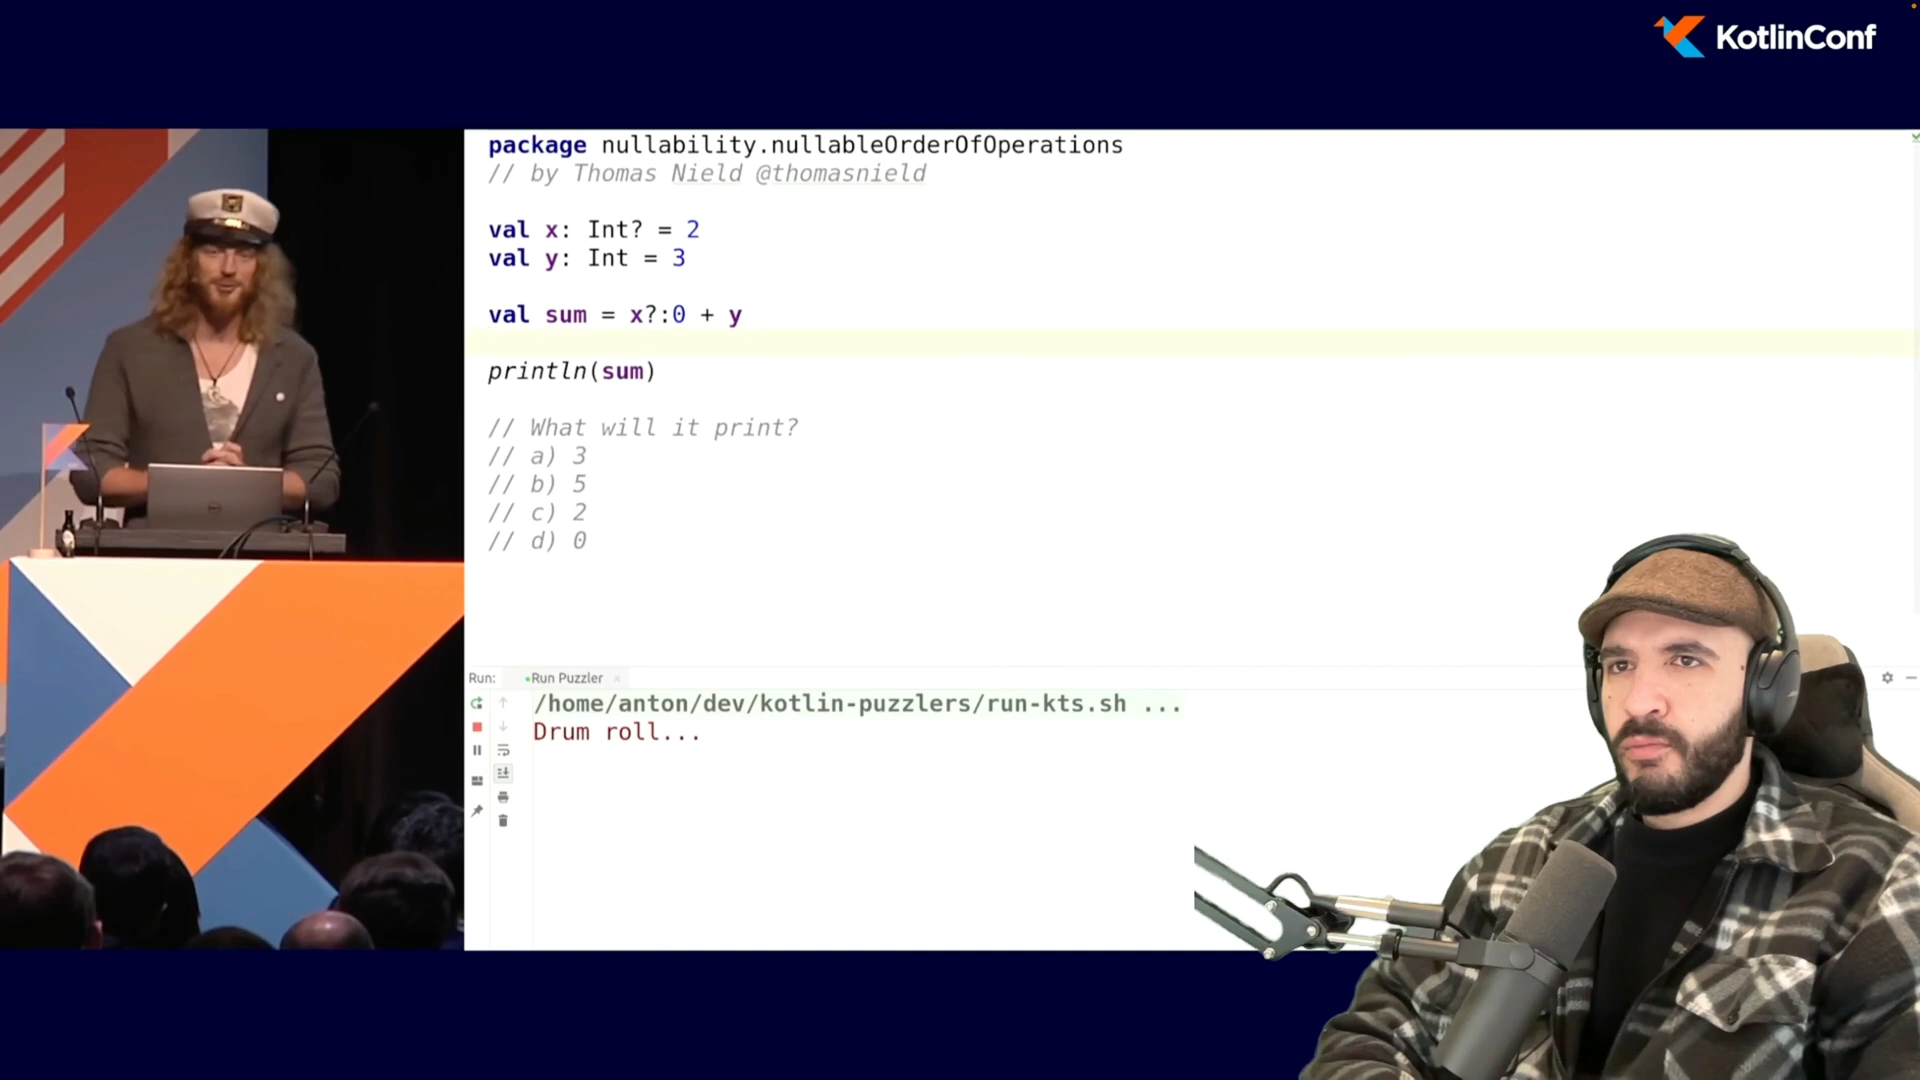 KotlinConf
package nullability.nullableOrderOfOperations
// by Thomas Nield @thomasnield
val x: Int? = 2
val y: Int = 3
val sum = x?:0 + y
println(sum)
// What will it print?
// a) 3
// b) 5
// c) 2
// d) 0
Run: Run Puzzler
/home/anton/dev/kotlin-puzzlers/run-kts.sh ...
Drum roll...